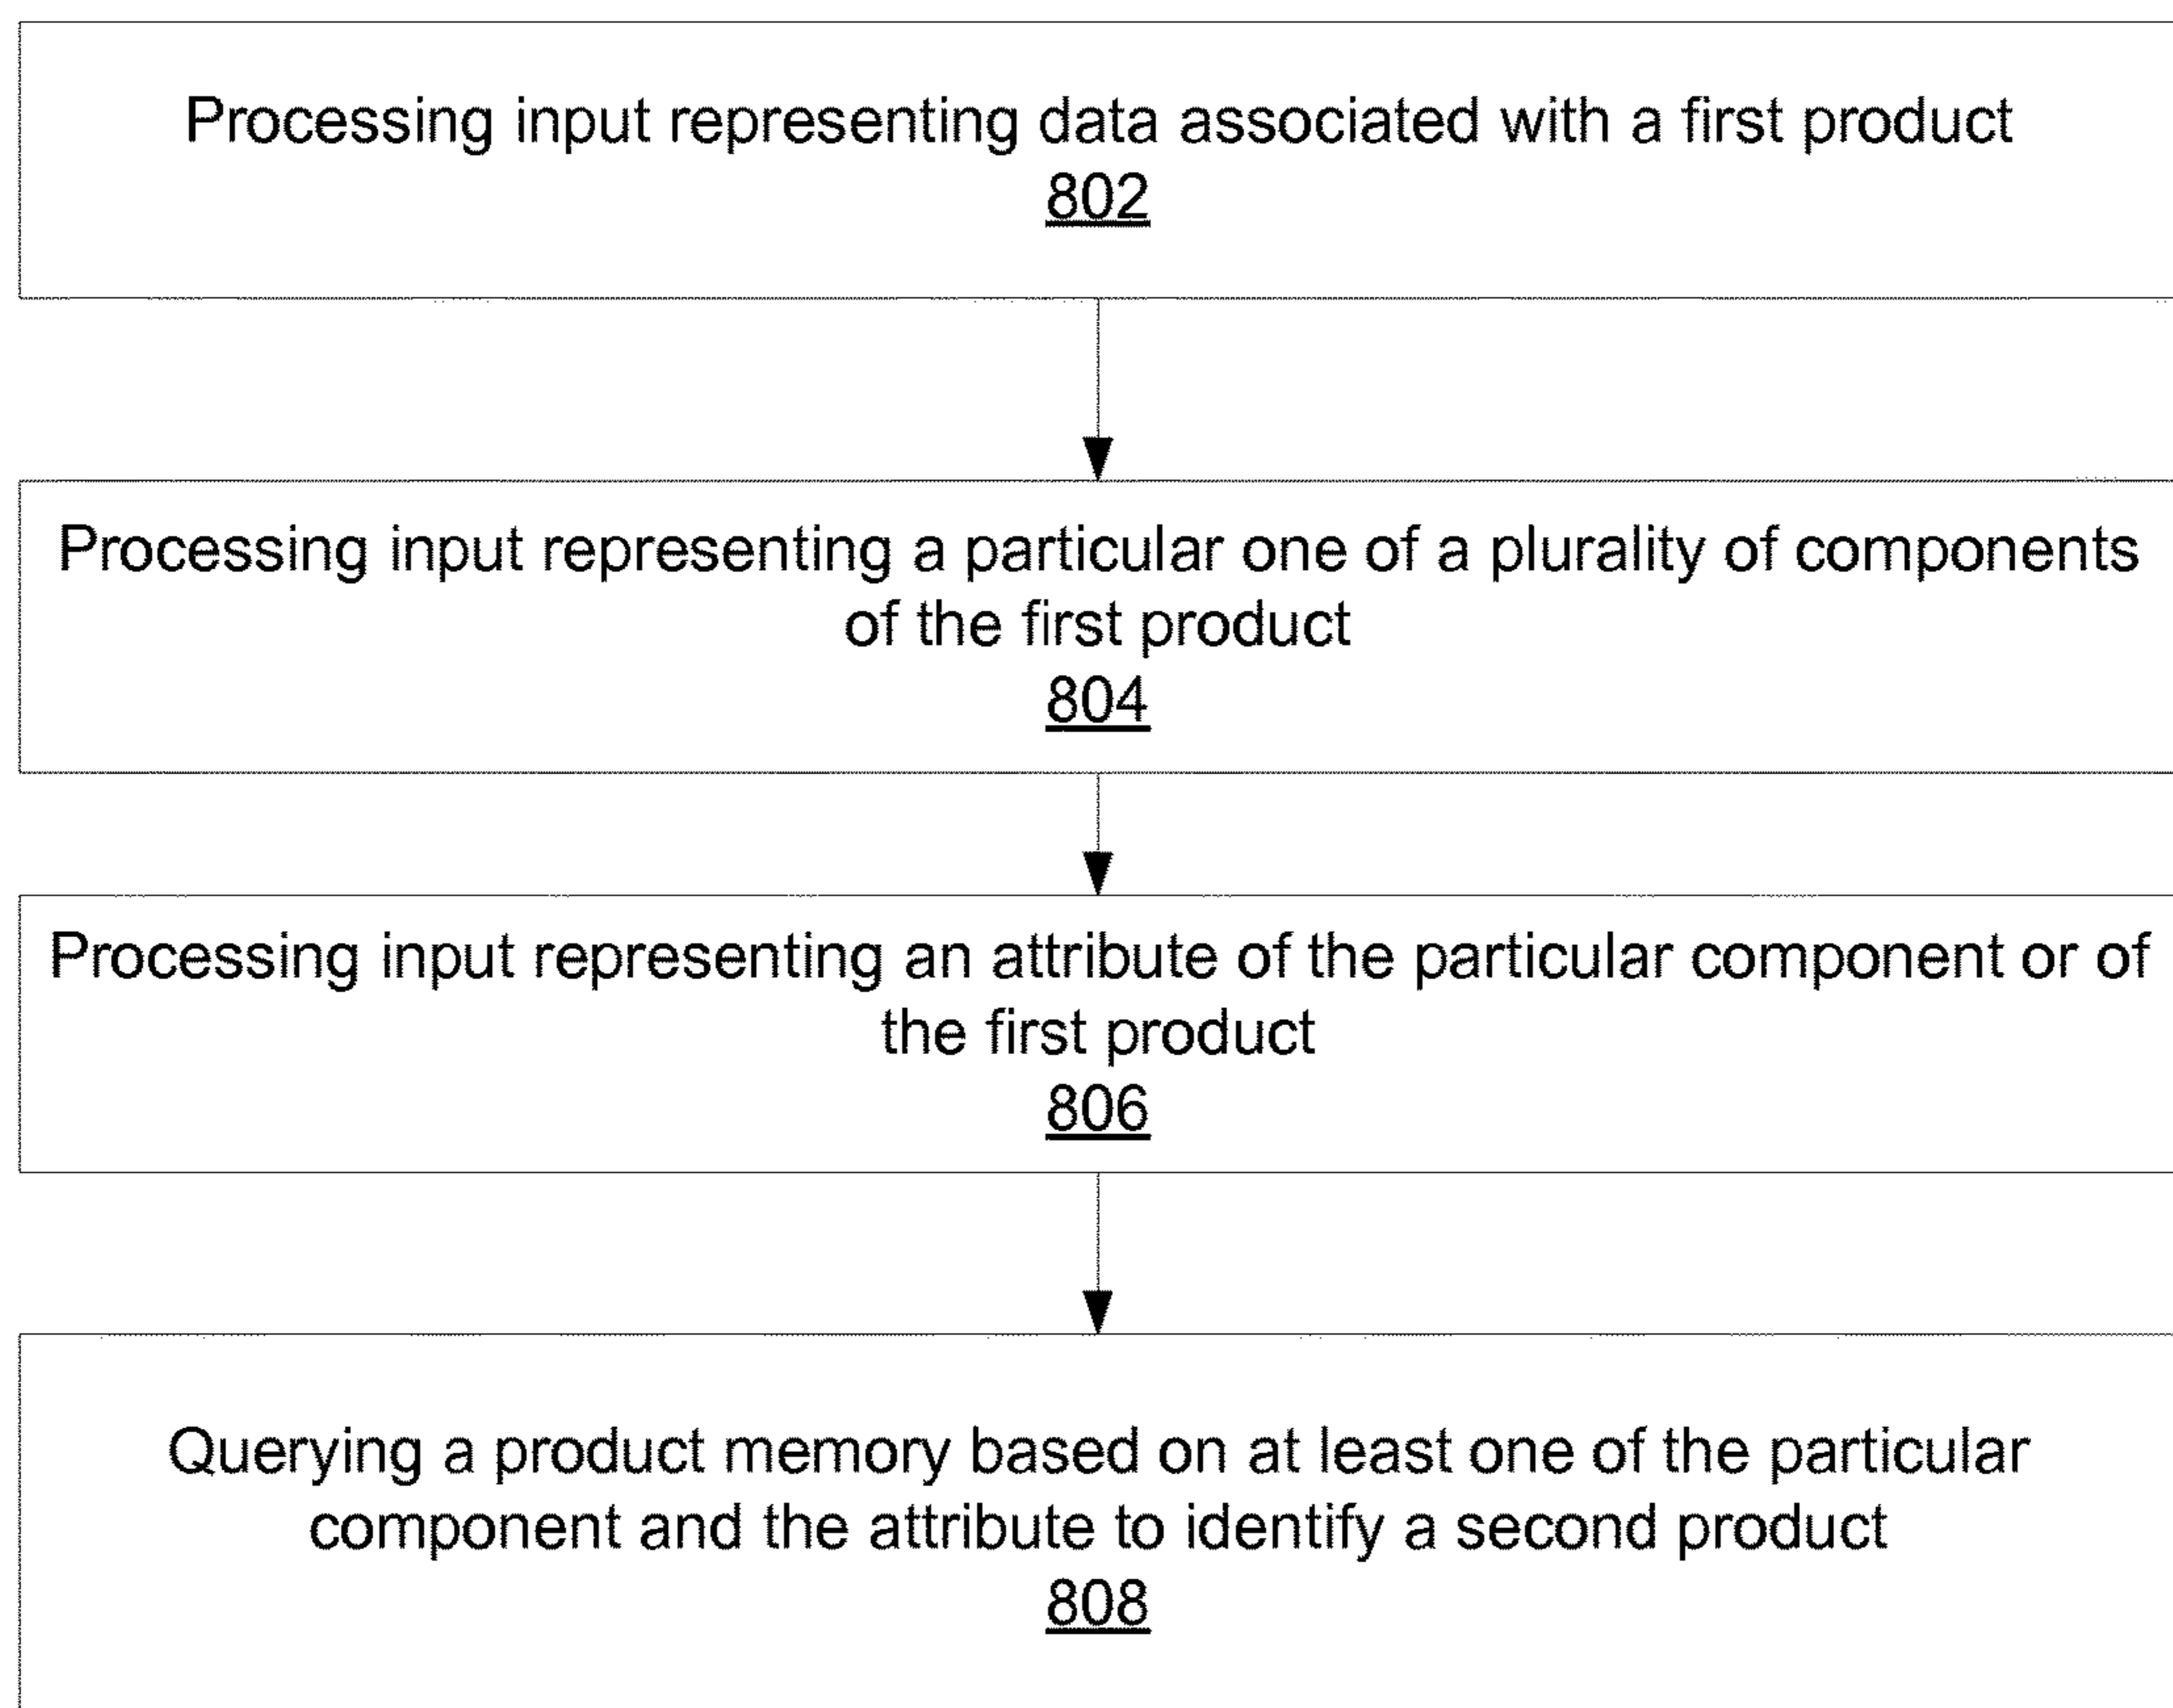 Processing input representing data associated with a first product
802
Processing input representing a particular one of a plurality of components
of the first product
804
Processing input representing an attribute of the particular component or of
the first product
806
Querying a product memory based on at least one of the particular
component and the attribute to identify a second product
808